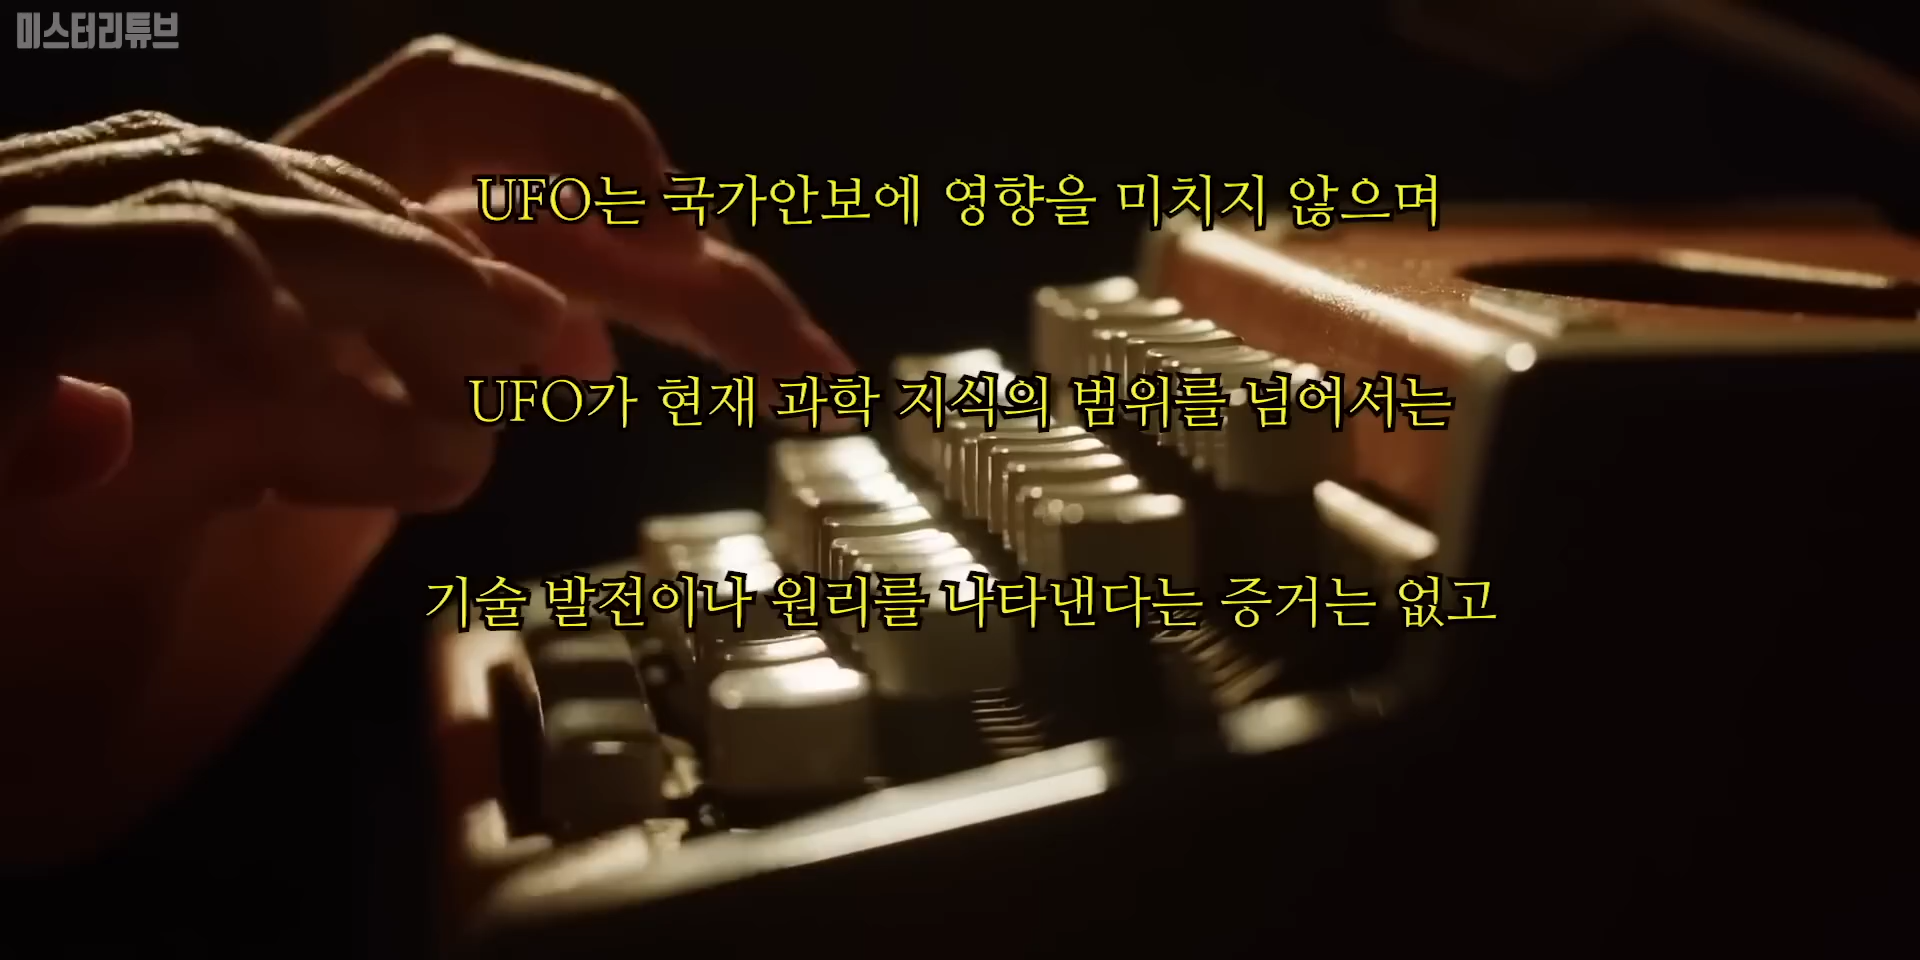 미스터리튜브
UFO는 국가안보에 영향을 미치지 않으며
UFO가 현재 과학 지식의 범위를 넘어서는
기술 발전이나 원리를 나타낸다는 증거는 없고